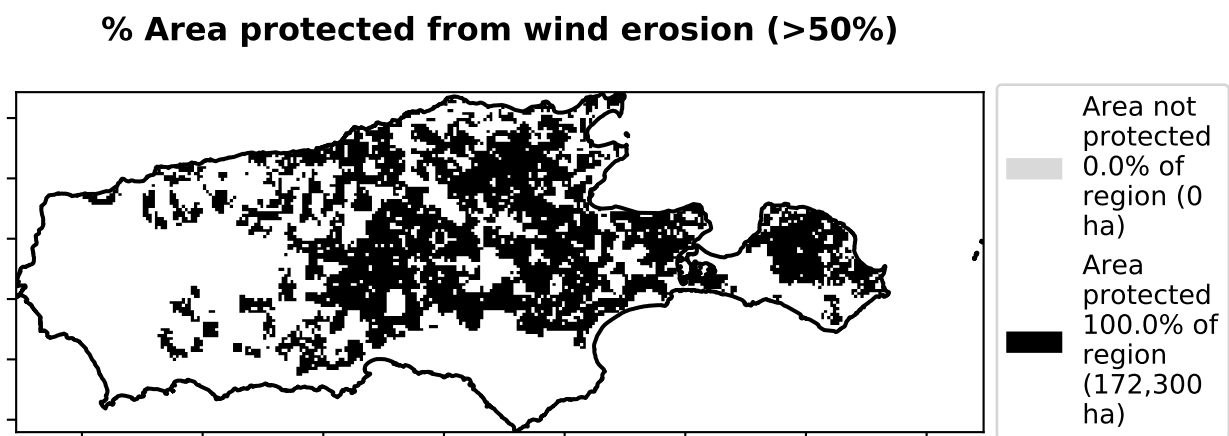 % Area protected from wind erosion (>50%)
Area not
protected
0.0% of
region (0
ha)
Area
protected
100.0% of
region
(172,300
ha)